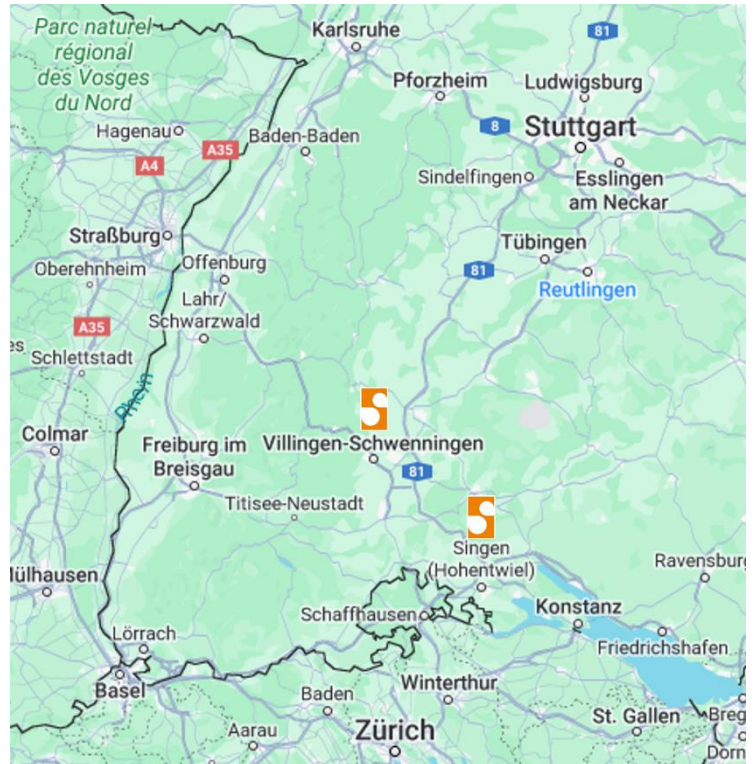 Parc naturel
régional
des Vosges
du Nord
Karlsruhe
81
Pforzheim
Ludwigsburg
Hagenau
A35
Baden-Baden
8
Stuttgart
A4
Sindelfingen
Esslingen
am Neckar
Straßburg
Tübingen
Oberehnheim
Offenburg
81
Reutlingen
Lahr/
Schwarzwald
A35
es
Schlettstadt
Rhein
Colmar
Freiburg im
Breisgau
Villingen-Schwenningen
81
Titisee-Neustadt
Singen
(Hohentwiel)
Ravensburg
Mülhausen
Schaffhausen
Konstanz
Lörrach
Friedrichshafen
Basel
Baden
Winterthur
St. Gallen
Breg
Aarau
Zürich
Dorn